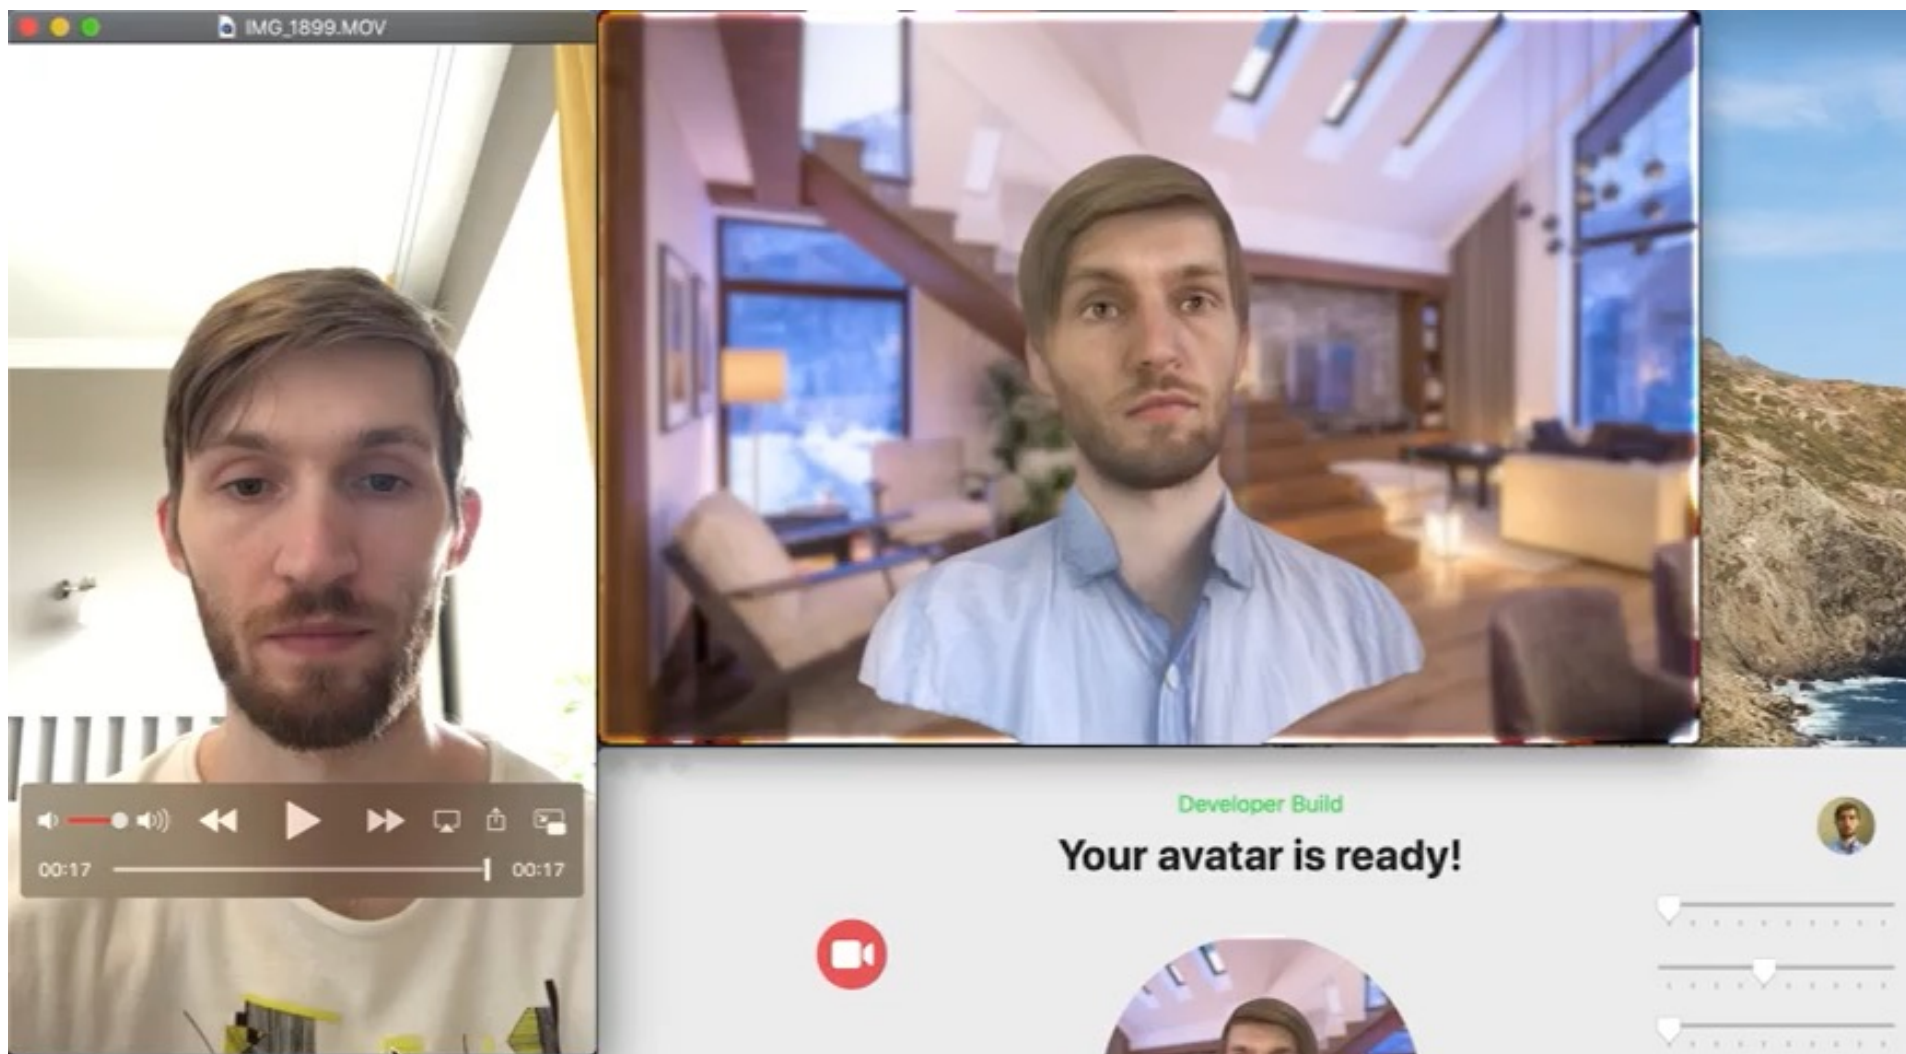 IMG_1899.MOV
00:17
00:17
Developer Build
Your avatar is ready!